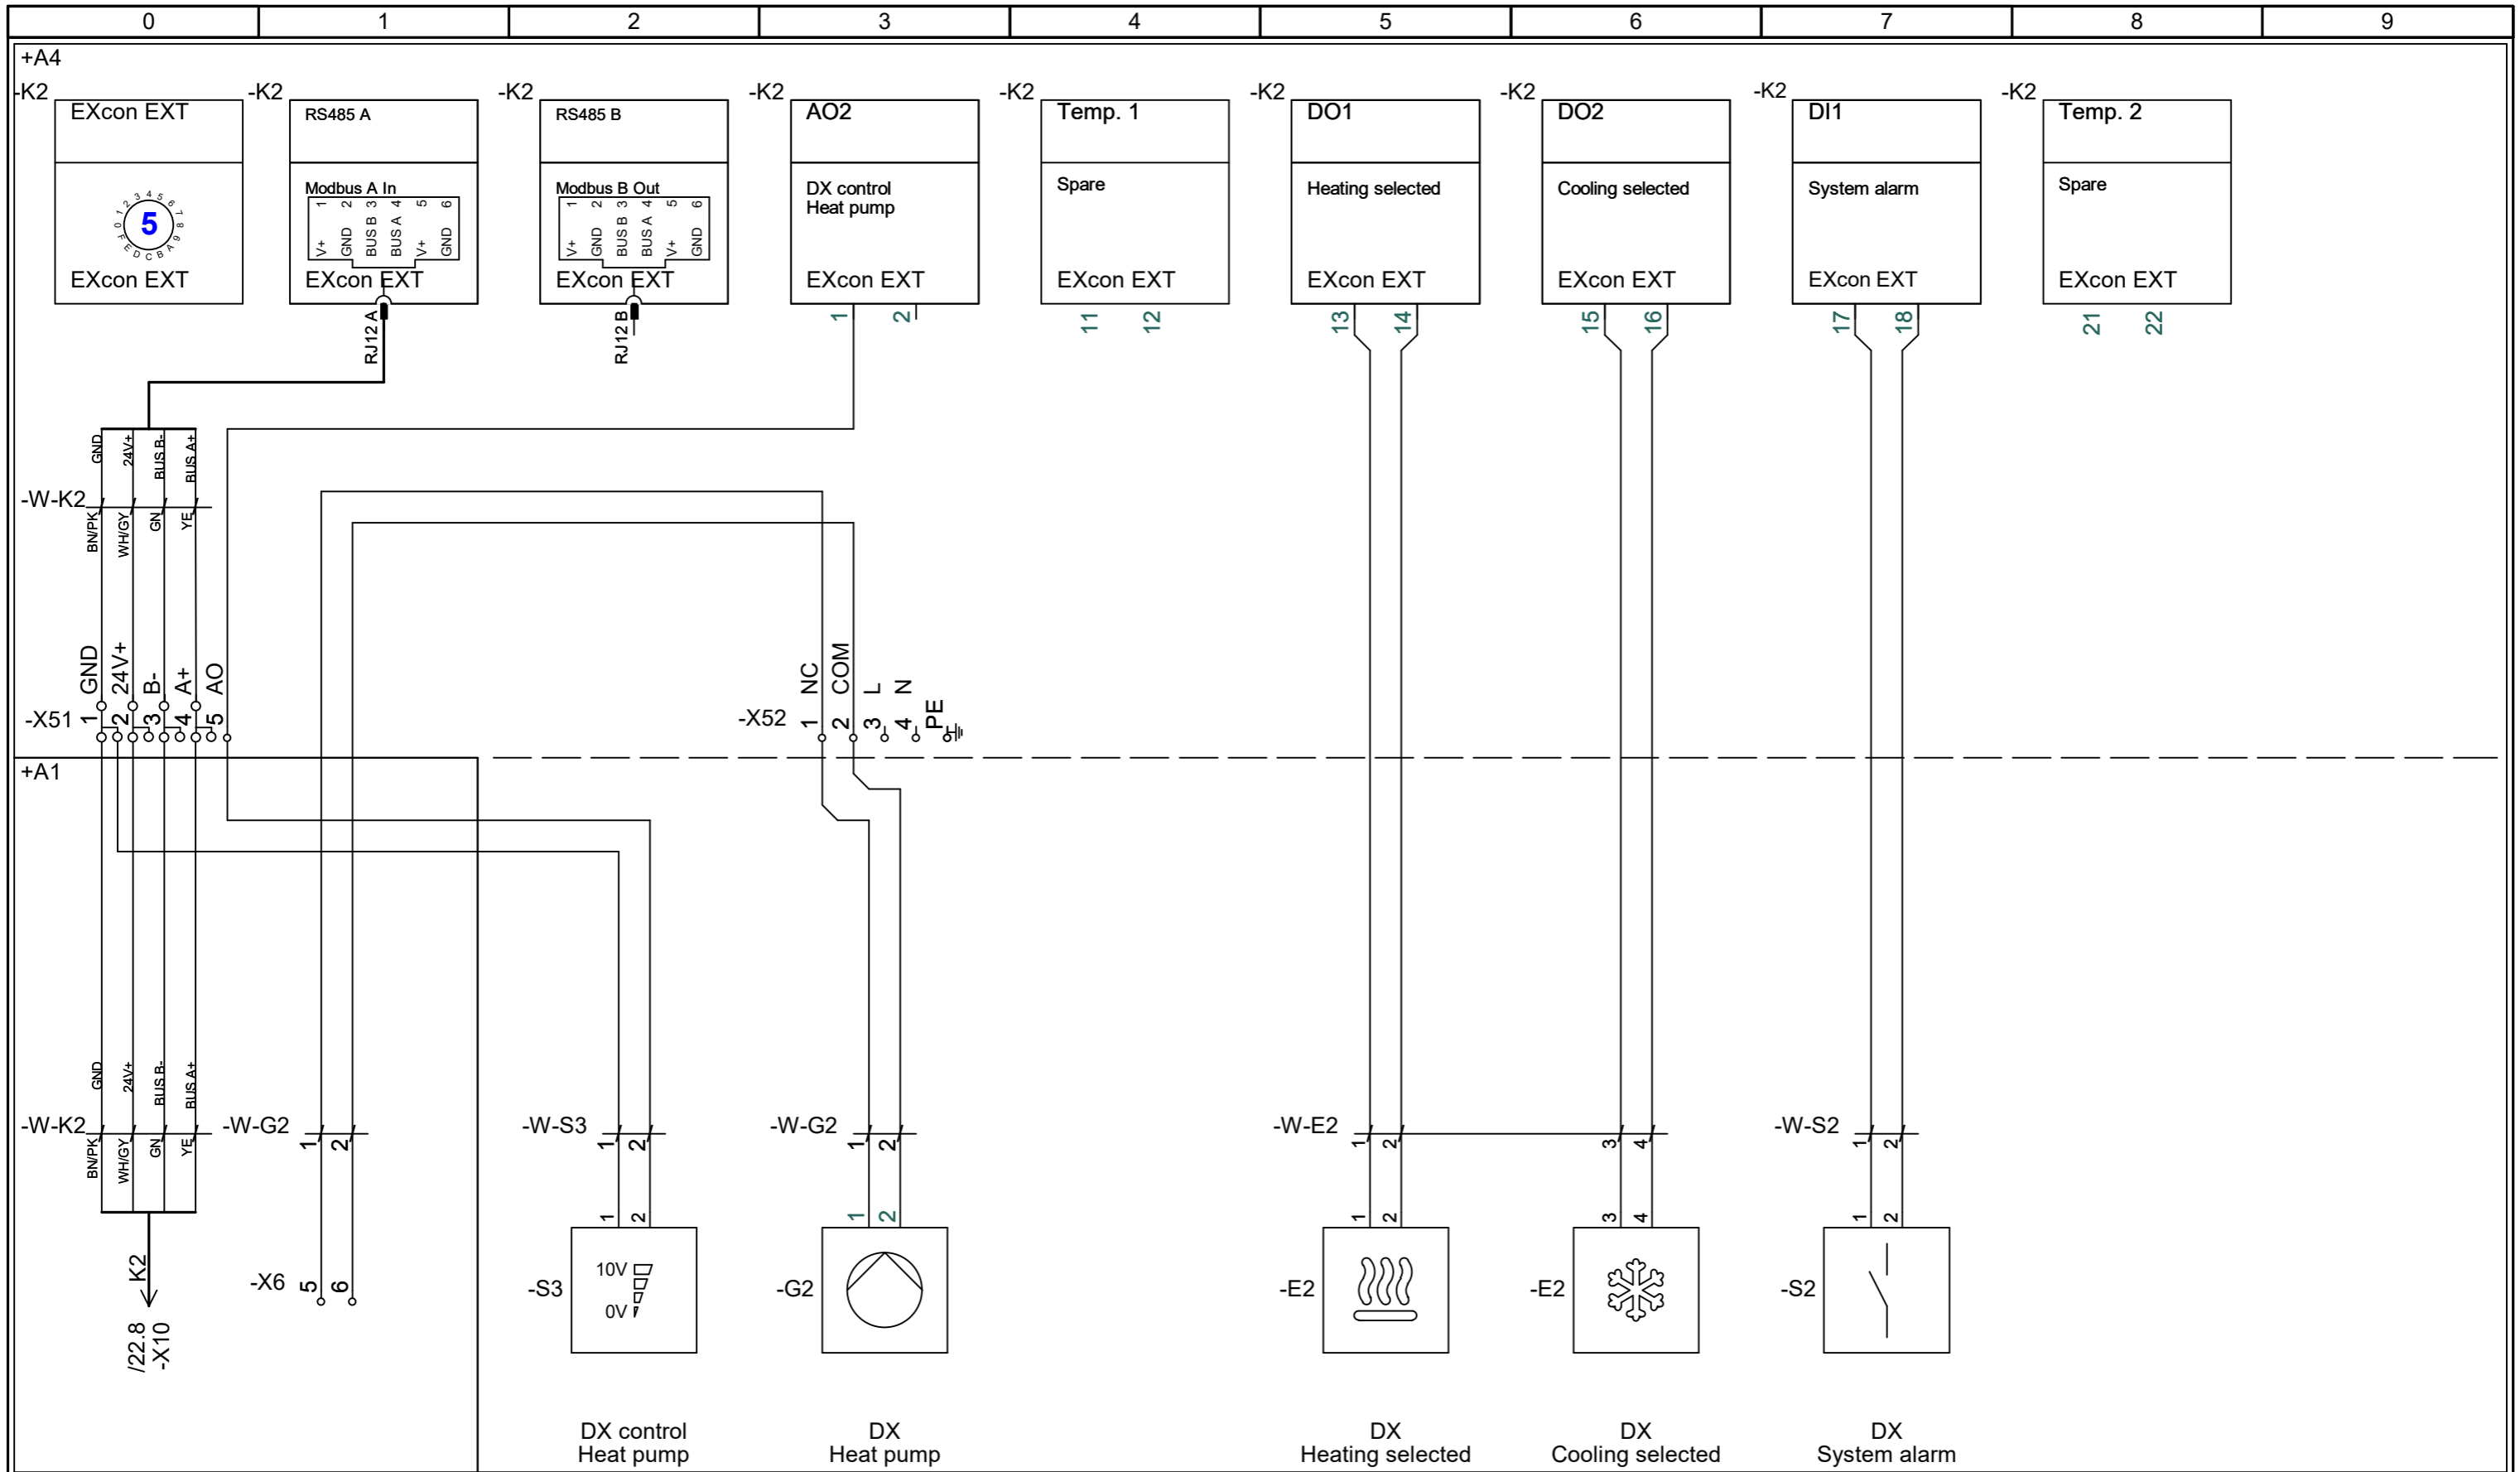 0 1 2 3 4 5 6 7 8 9
+A4
-K2 -K2 -K2 -K2 -K2 -K2 -K2 -K2 -K2
EXcon EXT RS485 A RS485 B AO2 Temp. 1 DO1 DO2 DI1 Temp. 2
0 1 2 3 4 5 6 7 8 9 A B C D E F
5
EXcon EXT
Modbus A In
1 2 3 4 5 6
V+ GND BUS B BUS A V+ GND
EXcon EXT
Modbus B Out
1 2 3 4 5 6
V+ GND BUS B BUS A V+ GND
EXcon EXT
DX control
Heat pump
EXcon EXT
Spare
EXcon EXT
Heating selected
EXcon EXT
Cooling selected
EXcon EXT
System alarm
EXcon EXT
Spare
EXcon EXT
RJ12 A RJ12 B 1 2 11 12 13 14 15 16 17 18 21 22
GND 24V+ BUS B- BUS A+
-W-K2
BN/PK WH/GY GN YE
GND 24V+ B- A+ AO
-X51 1 2 3 4 5
NC COM L N
-X52 1 2 3 4 PE
+A1
GND 24V+ BUS B- BUS A+
-W-K2 -W-G2 -W-S3 -W-G2 -W-E2 -W-S2
BN/PK WH/GY GN YE 1 2 1 2 1 2 1 2 3 4 1 2
1 2 1 2 1 2 3 4 1 2
K2
-X6 5 6
-S3
10V
0V
-G2 -E2 -E2 -S2
/22.8
-X10
DX control
Heat pump
DX
Heat pump
DX
Heating selected
DX
Cooling selected
DX
System alarm